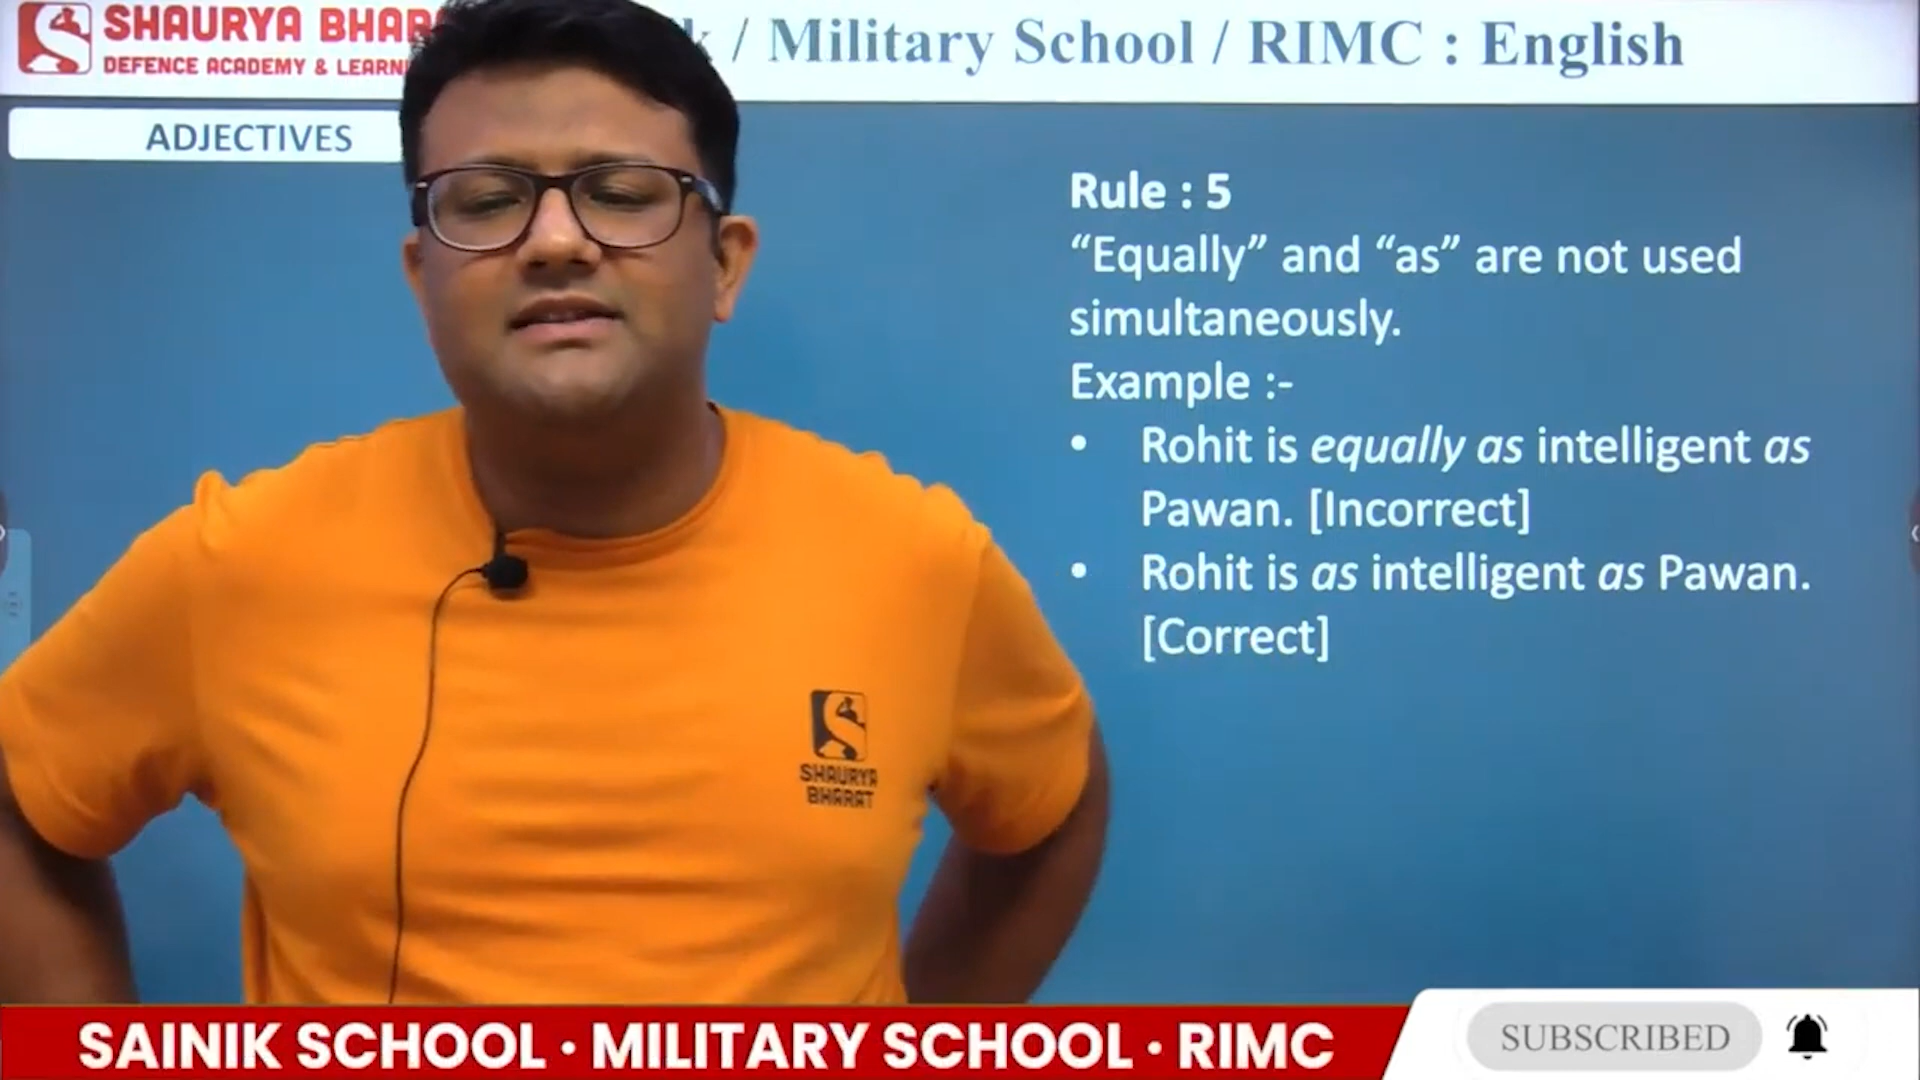 SHAURYA
DEFENCE ACADEMY &
/ Military School / RIMC : English
ADJECTIVES
Rule : 5
“Equally” and “as” are not used
simultaneously.
Example :-
• Rohit is equally as intelligent as
Pawan. [Incorrect]
• Rohit is as intelligent as Pawan.
[Correct]
SHAURYA
BHARAT
SAINIK SCHOOL · MILITARY SCHOOL · RIMC
SUBSCRIBED